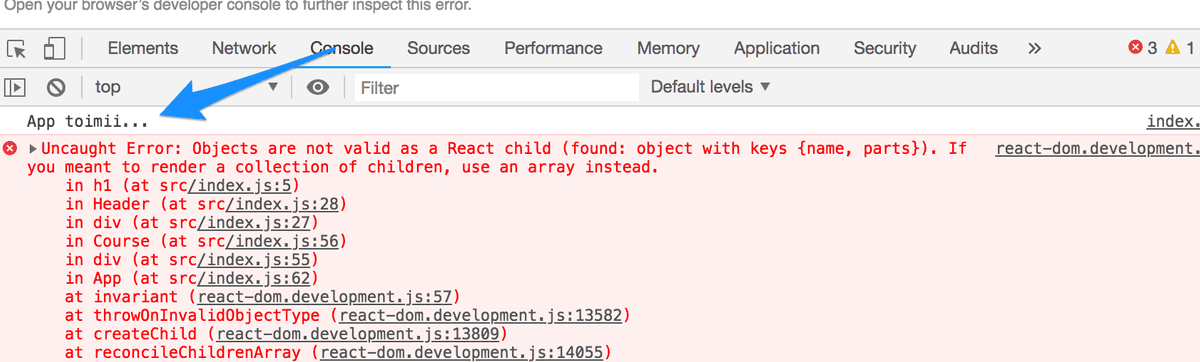 Open your browser's developer console to further inspect this error.
Elements Network Console Sources Performance Memory Application Security Audits » 3 1
top ▼ Filter Default levels ▼
App toimii... index.
▶Uncaught Error: Objects are not valid as a React child (found: object with keys {name, parts}). If react-dom.development.
you meant to render a collection of children, use an array instead.
in h1 (at src/index.js:5)
in Header (at src/index.js:28)
in div (at src/index.js:27)
in Course (at src/index.js:56)
in div (at src/index.js:55)
in App (at src/index.js:62)
at invariant (react-dom.development.js:57)
at throwOnInvalidObjectType (react-dom.development.js:13582)
at createChild (react-dom.development.js:13809)
at reconcileChildrenArray (react-dom.development.js:14055)